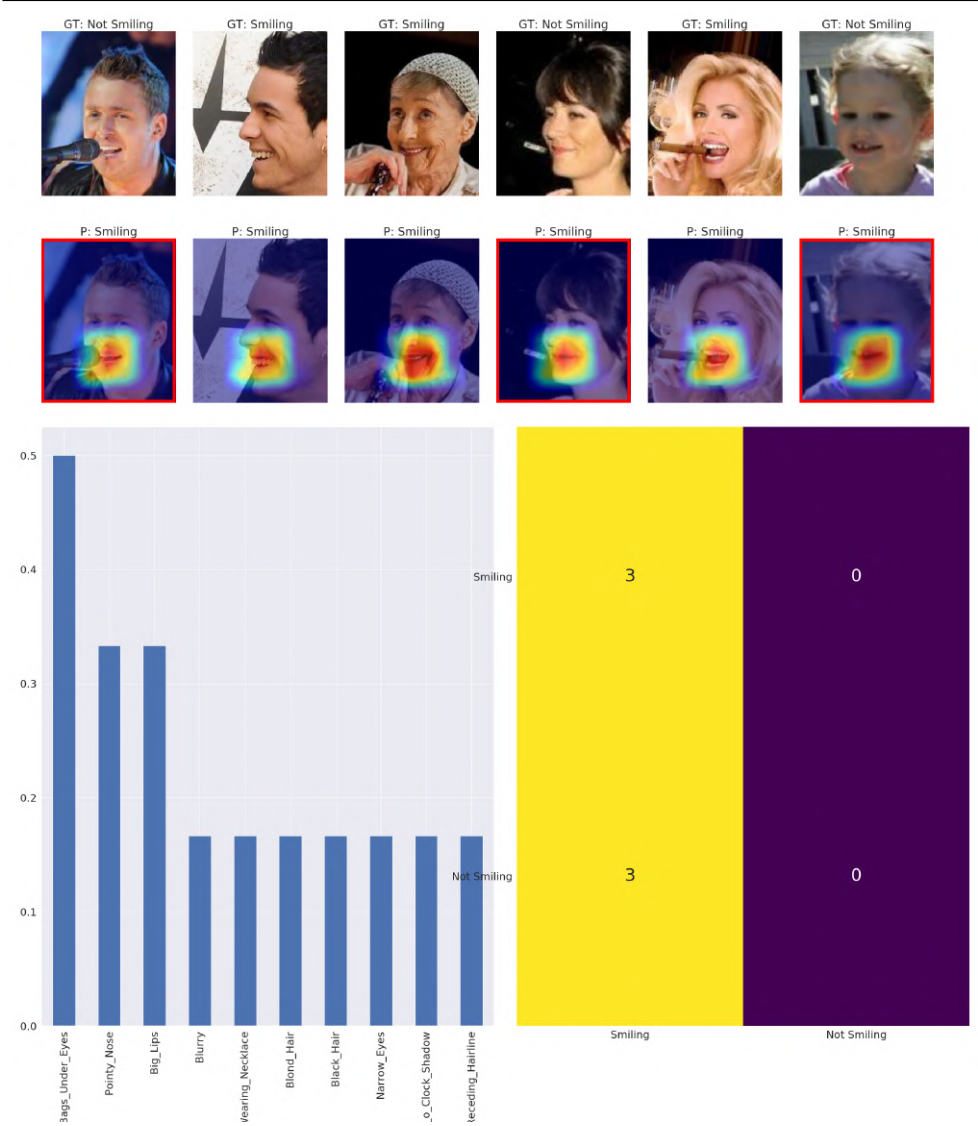 GT: Not Smiling
GT: Smiling
GT: Smiling
GT: Not Smiling
GT: Smiling
GT: Not Smiling
P: Smiling
P: Smiling
P: Smiling
P: Smiling
P: Smiling
P: Smiling
0.5
0.4
0.3
0.2
0.1
0.0
Bags_Under_Eyes
Pointy_Nose
Big_Lips
Blurry
Wearing_Necklace
Blond_Hair
Black_Hair
Narrow_Eyes
_o_Clock_Shadow
Receding_Hairline
Smiling
3
0
Not Smiling
3
0
Smiling
Not Smiling